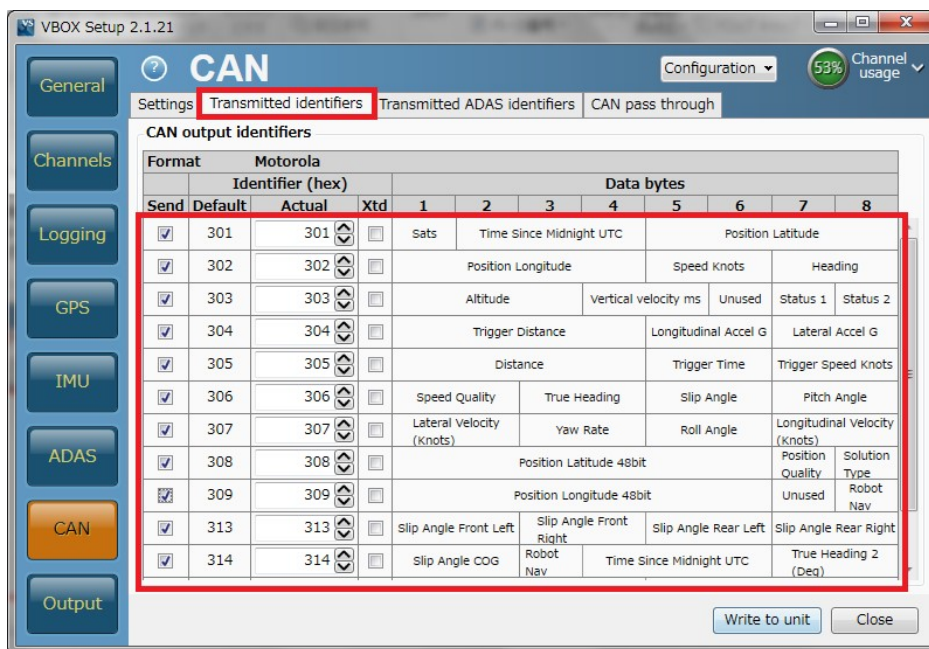 VBOX Setup 2.1.21
General
Channels
Logging
GPS
IMU
ADAS
CAN
Output
? CAN Configuration 53% Channel usage
Settings Transmitted identifiers Transmitted ADAS identifiers CAN pass through
CAN output identifiers
Format Motorola
Identifier (hex) Data bytes
Send Default Actual Xtd 1 2 3 4 5 6 7 8
301 301 Sats Time Since Midnight UTC Position Latitude
302 302 Position Longitude Speed Knots Heading
303 303 Altitude Vertical velocity ms Unused Status 1 Status 2
304 304 Trigger Distance Longitudinal Accel G Lateral Accel G
305 305 Distance Trigger Time Trigger Speed Knots
306 306 Speed Quality True Heading Slip Angle Pitch Angle
307 307 Lateral Velocity (Knots) Yaw Rate Roll Angle Longitudinal Velocity (Knots)
308 308 Position Latitude 48bit Position Quality Solution Type
309 309 Position Longitude 48bit Unused Robot Nav
313 313 Slip Angle Front Left Slip Angle Front Right Slip Angle Rear Left Slip Angle Rear Right
314 314 Slip Angle COG Robot Nav Time Since Midnight UTC True Heading 2 (Deg)
Write to unit Close